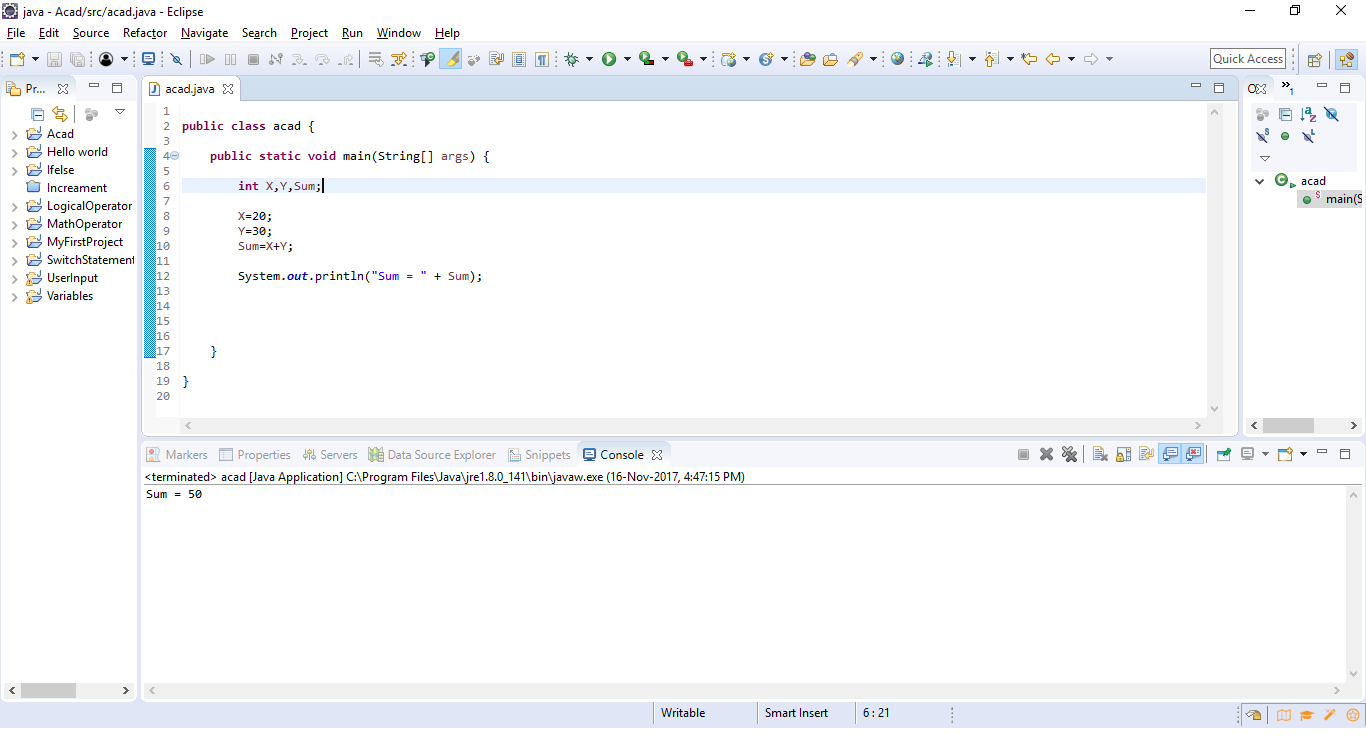 java - Acad/src/acad.java - Eclipse
File Edit Source Refactor Navigate Search Project Run Window Help
Quick Access
Pr...
Acad
Hello world
Ifelse
Increament
LogicalOperator
MathOperator
MyFirstProject
SwitchStatement
UserInput
Variables
acad.java
1
2 public class acad {
3
4 public static void main(String[] args) {
5
6 int X,Y,Sum;
7
8 X=20;
9 Y=30;
10 Sum=X+Y;
11
12 System.out.println("Sum = " + Sum);
13
14
15
16
17 }
18
19 }
20
acad
main(S
Markers Properties Servers Data Source Explorer Snippets Console
<terminated> acad [Java Application] C:\Program Files\Java\jre1.8.0_141\bin\javaw.exe (16-Nov-2017, 4:47:15 PM)
Sum = 50
Writable Smart Insert 6 : 21